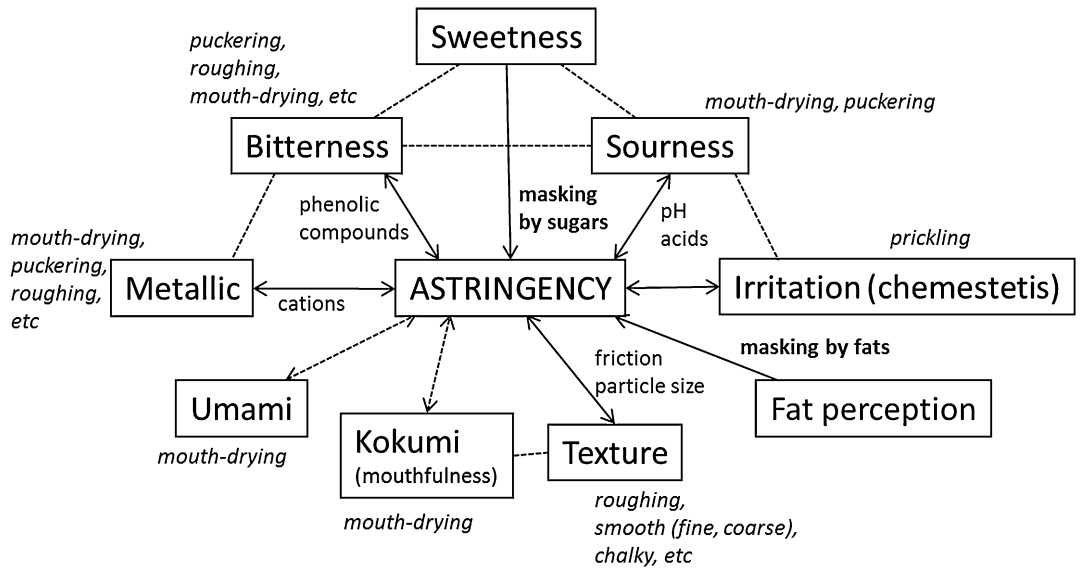 Sweetness
puckering,
roughing,
mouth-drying, etc
mouth-drying, puckering
Bitterness
Sourness
masking
by sugars
phenolic
compounds
pH
acids
mouth-drying,
puckering,
roughing,
etc
prickling
Metallic
cations
ASTRINGENCY
Irritation (chemestetis)
masking by fats
friction
particle size
Umami
mouth-drying
Kokumi
(mouthfulness)
mouth-drying
Texture
roughing,
smooth (fine, coarse),
chalky, etc
Fat perception